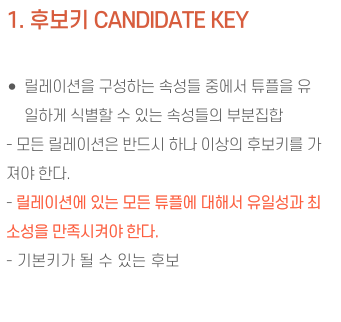 1. 후보키 CANDIDATE KEY
• 릴레이션을 구성하는 속성들 중에서 튜플을 유
일하게 식별할 수 있는 속성들의 부분집합
- 모든 릴레이션은 반드시 하나 이상의 후보키를 가
져야 한다.
- 릴레이션에 있는 모든 튜플에 대해서 유일성과 최
소성을 만족시켜야 한다.
- 기본키가 될 수 있는 후보